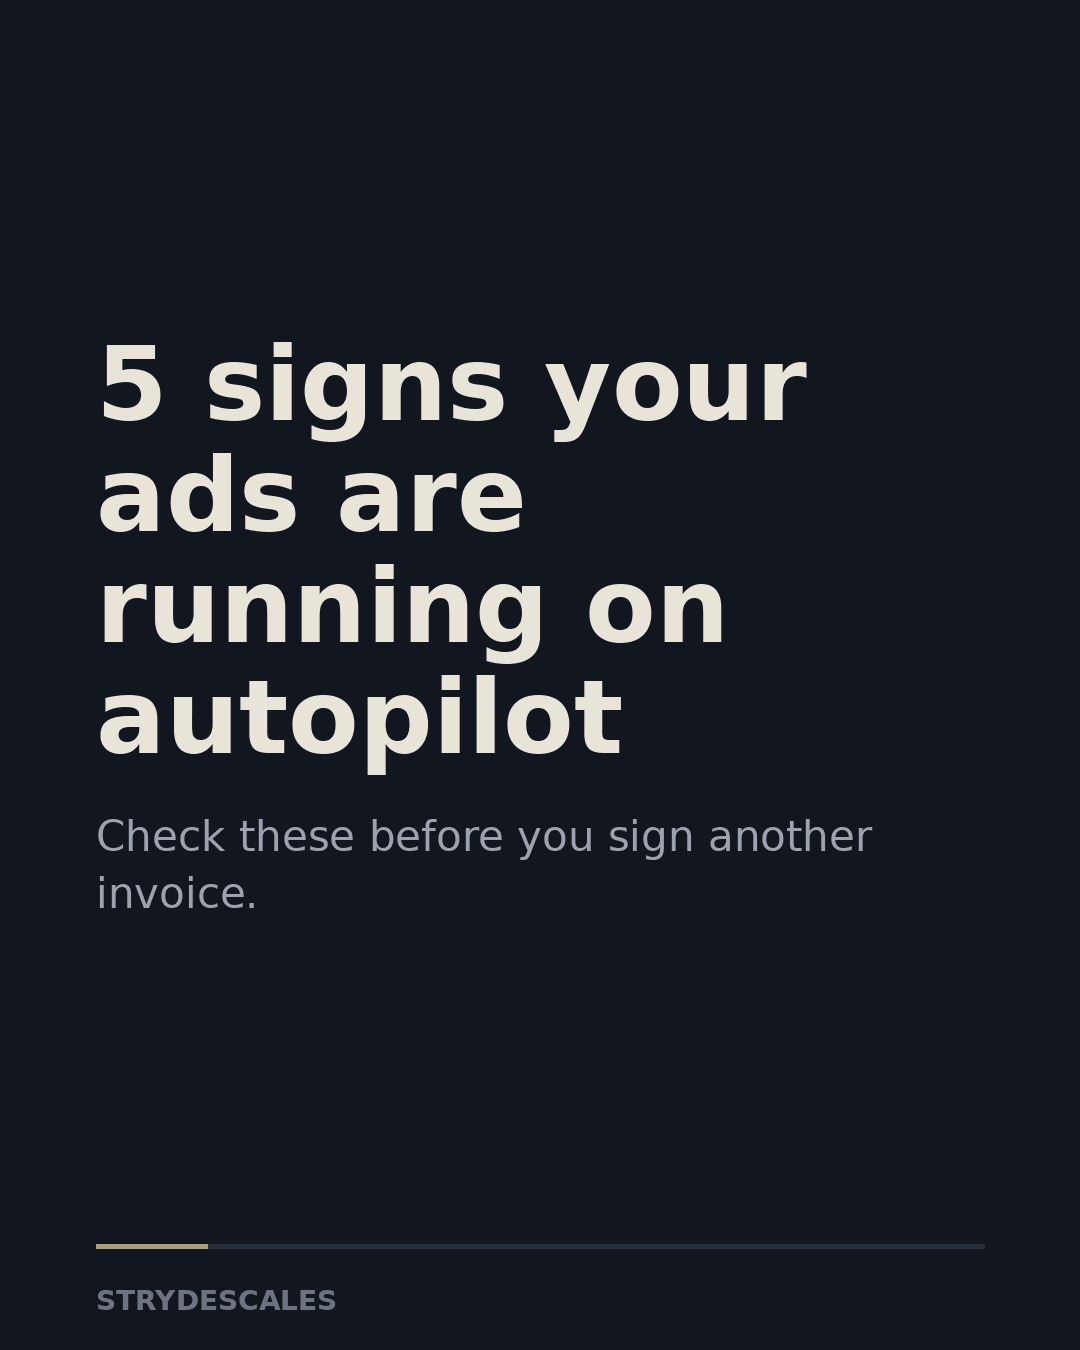 5 signs your
ads are
running on
autopilot
Check these before you sign another
invoice.
STRYDESCALES